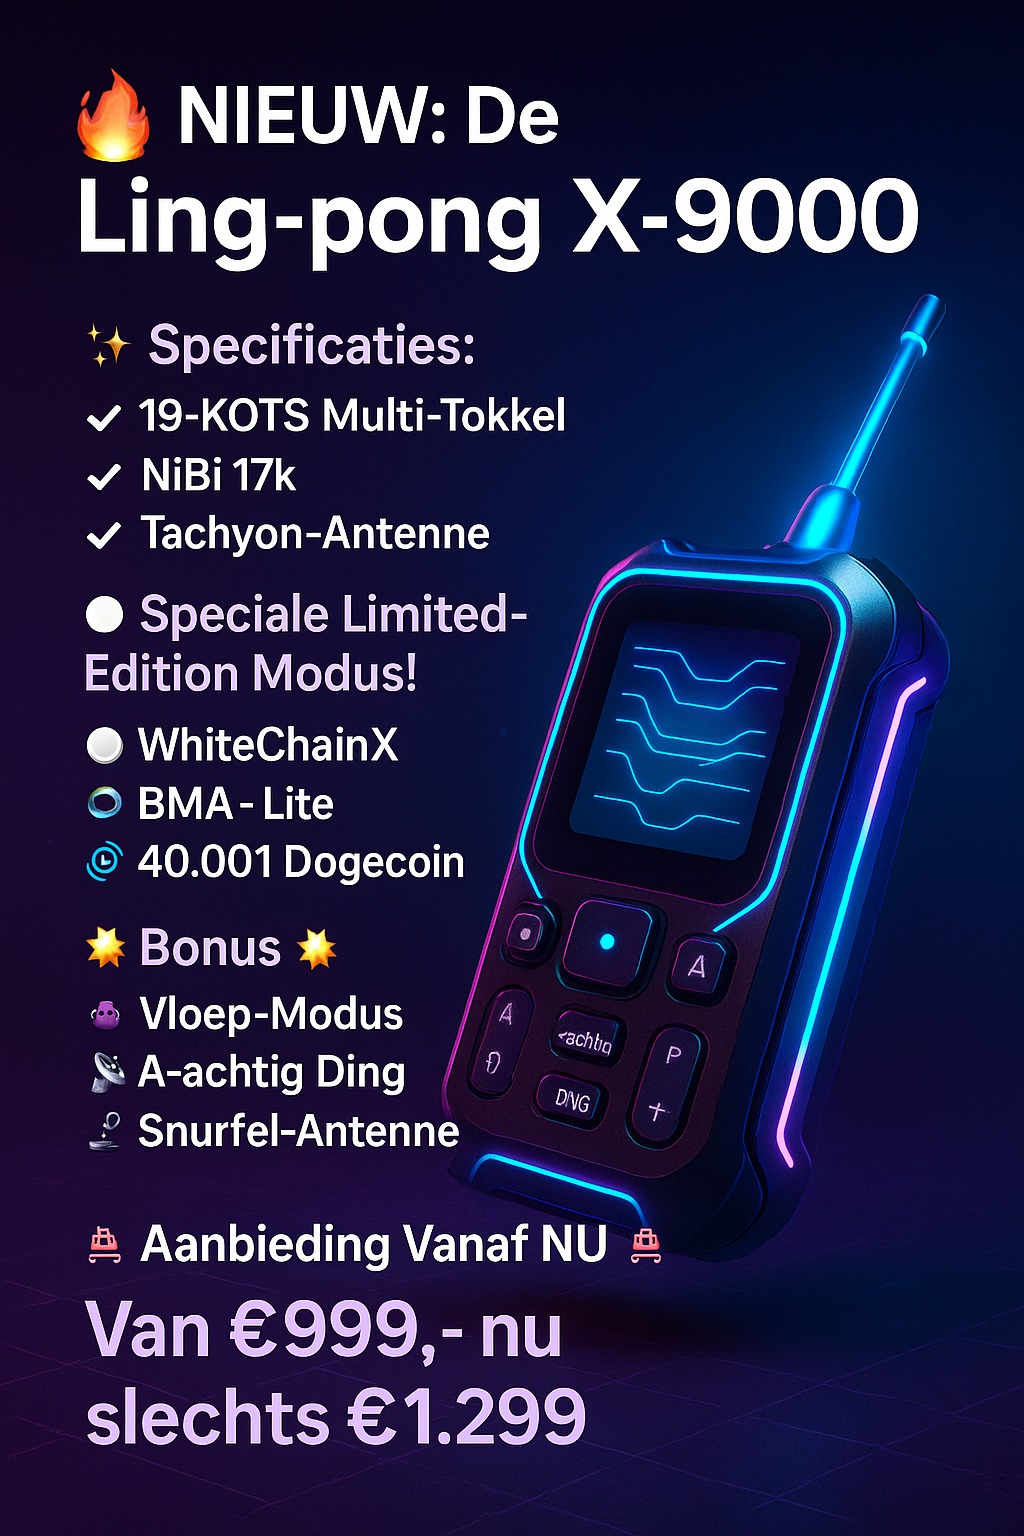 🔥 NIEUW: De
Ling-pong X-9000
✨ Specificaties:
✓ 19-KOTS Multi-Tokkel
✓ NiBi 17k
✓ Tachyon-Antenne
Speciale Limited-
Edition Modus!
WhiteChainX
BMA-Lite
40.001 Dogecoin
Bonus
Vloep-Modus
A-achtig Ding
Snurfel-Antenne
A
A
P
+
DNG
Aanbieding Vanaf NU
Van €999,- nu
slechts €1.299